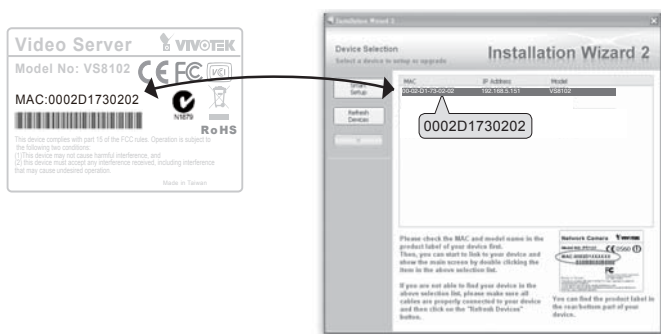 Video Server
VIVOTEK
Model No: VS8102
CE FC VCI
MAC:0002D1730202
N1879
RoHS
This device complies with part 15 of the FCC rules. Operation is subject to
the following two conditions:
(1)This device may not cause harmful interference, and
(2) this device must accept any interference received, including interference
that may cause undesired operation.
Made in Taiwan
Installation Wizard 2
Device Selection
Select a device to setup or upgrade
Installation Wizard 2
Smart
Setup
Refresh
Devices
MAC IP Address Model
00-02-D1-73-02-02 192.168.5.151 VS8102
0002D1730202
Please check the MAC and model name in the
product label of your device first.
Then, you can start to link to your device and
show the main screen by double clicking the
item in the above selection list.
If you are not able to find your device in the
above selection list, please make sure all
cables are properly connected to your device
and then click on the "Refresh Devices"
button.
Network Camera VIVOTEK
MAC:0002D1XXXXXX
FC
You can find the product label in
the rear/bottom part of your
device.